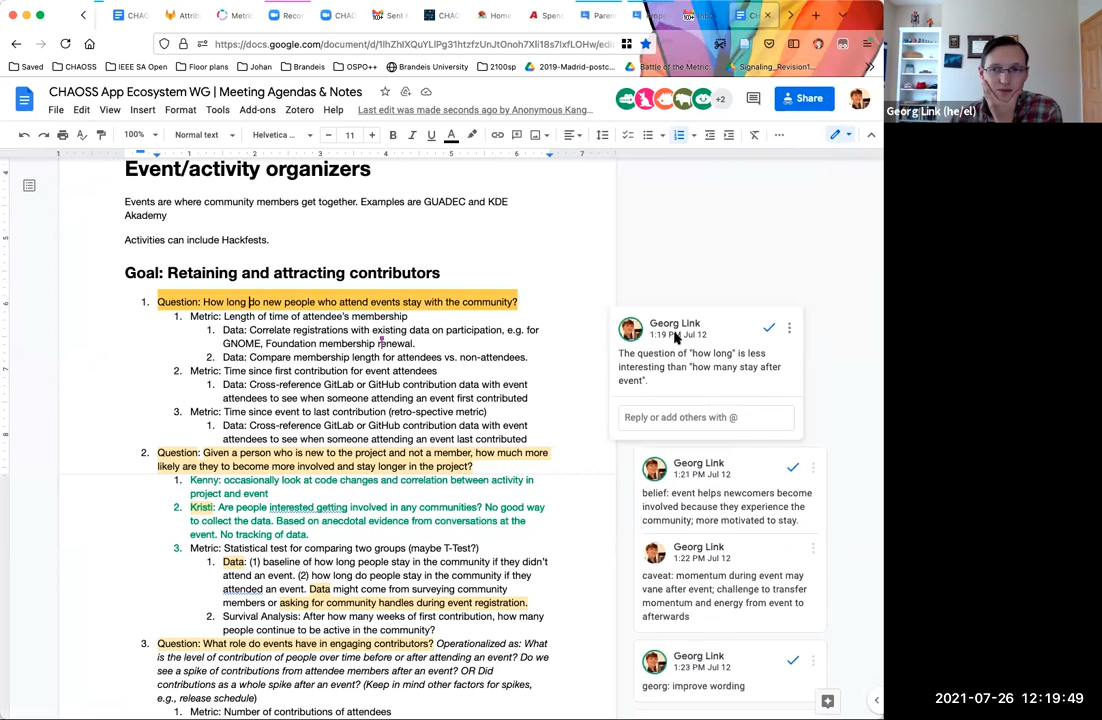 CHAO
Attrib
Metric
Recor
CHAO
Sent
CHAO
Home
Spend
Paren
CHAO
https://docs.google.com/document/d/1lhZhIXQuYLlPg31htzfzUnJtOnoh7Xli18s7lxfLOHw/edi
Saved
CHAOSS
IEEE SA Open
Floor plans
Johan
Brandeis
OSPO++
Brandeis University
2100sp
2019-Madrid-postc...
Battle of the Metric...
Signaling_Revision1...
CHAOSS App Ecosystem WG | Meeting Agendas & Notes
File Edit View Insert Format Tools Add-ons Zotero Help
Last edit was made seconds ago by Anonymous Kang...
+2
Share
Georg Link (he/el)
100%
Normal text
Helvetica ...
11
B I U A
1 1 2 3 4 5 6 7
Event/activity organizers
Events are where community members get together. Examples are GUADEC and KDE
Akademy
Activities can include Hackfests.
Goal: Retaining and attracting contributors
1. Question: How long do new people who attend events stay with the community?
1. Metric: Length of time of attendee's membership
1. Data: Correlate registrations with existing data on participation, e.g. for
GNOME, Foundation membership renewal.
2. Data: Compare membership length for attendees vs. non-attendees.
2. Metric: Time since first contribution for event attendees
1. Data: Cross-reference GitLab or GitHub contribution data with event
attendees to see when someone attending an event first contributed
3. Metric: Time since event to last contribution (retro-spective metric)
1. Data: Cross-reference GitLab or GitHub contribution data with event
attendees to see when someone attending an event last contributed
2. Question: Given a person who is new to the project and not a member, how much more
likely are they to become more involved and stay longer in the project?
1. Kenny: occasionally look at code changes and correlation between activity in
project and event
2. Kristi: Are people interested getting involved in any communities? No good way
to collect the data. Based on anecdotal evidence from conversations at the
event. No tracking of data.
3. Metric: Statistical test for comparing two groups (maybe T-Test?)
1. Data: (1) baseline of how long people stay in the community if they didn't
attend an event. (2) how long do people stay in the community if they
attended an event. Data might come from surveying community
members or asking for community handles during event registration.
2. Survival Analysis: After how many weeks of first contribution, how many
people continue to be active in the community?
3. Question: What role do events have in engaging contributors? Operationalized as: What
is the level of contribution of people over time before or after attending an event? Do we
see a spike of contributions from attendee members after an event? OR Did
contributions as a whole spike after an event? (Keep in mind other factors for spikes,
e.g., release schedule)
1. Metric: Number of contributions of attendees
Georg Link
1:19 PM Jul 12
The question of "how long" is less
interesting than "how many stay after
event".
Reply or add others with @
Georg Link
1:21 PM Jul 12
belief: event helps newcomers become
involved because they experience the
community; more motivated to stay.
Georg Link
1:22 PM Jul 12
caveat: momentum during event may
vane after event; challenge to transfer
momentum and energy from event to
afterwards
Georg Link
1:23 PM Jul 12
georg: improve wording
2021-07-26 12:19:49